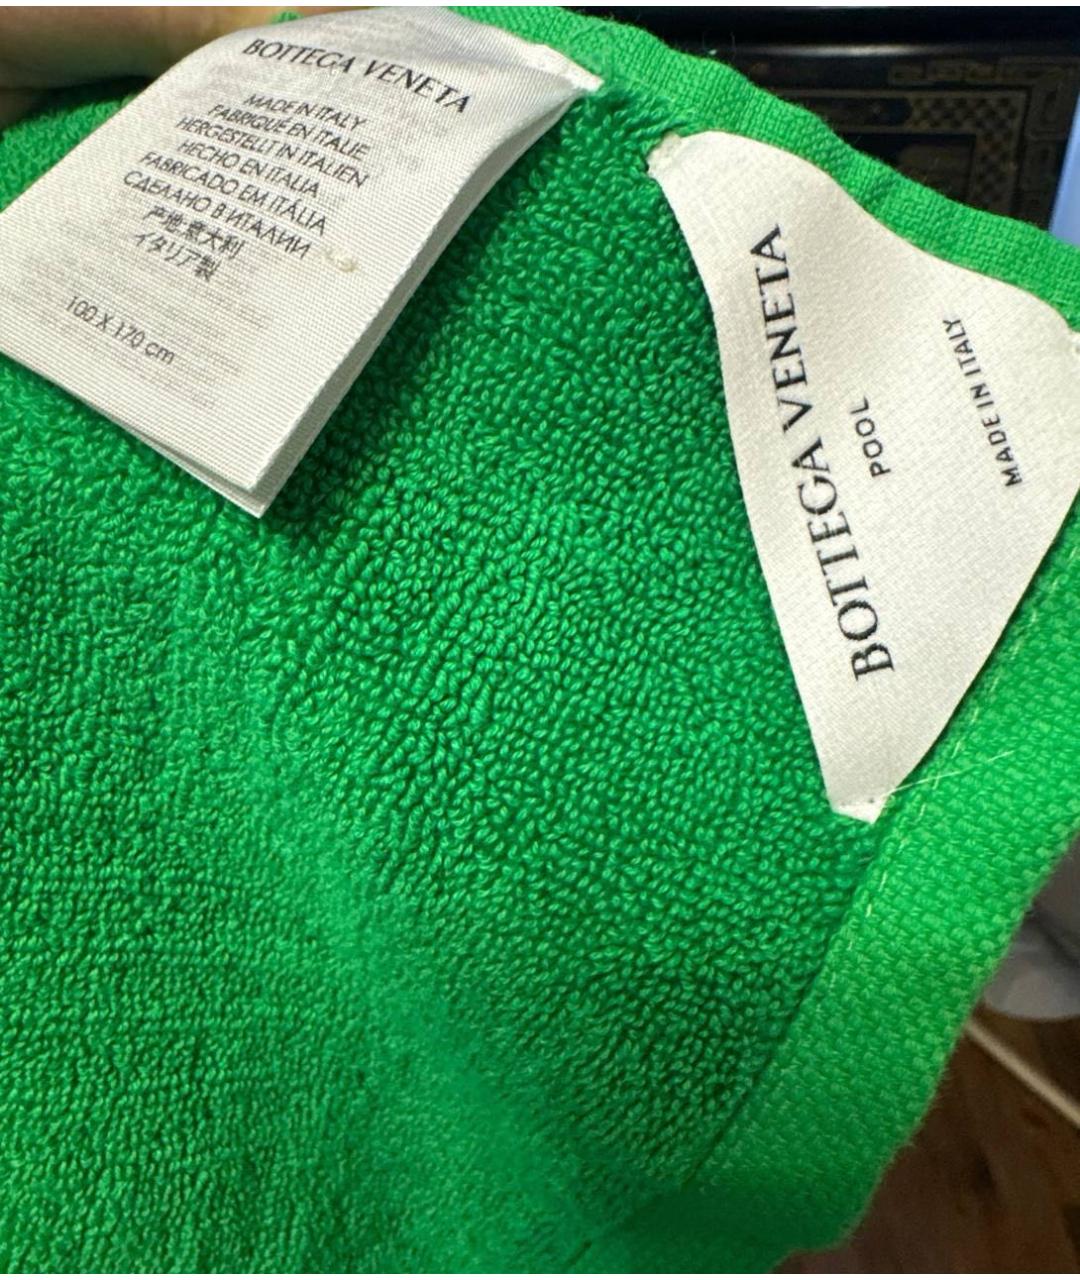 BOTTEGA VENETA
MADE IN ITALY
FABRIQUÉ EN ITALIE
HERGESTELLT IN ITALIEN
HECHO EN ITALIA
FABRICADO EM ITÁLIA
СДЕЛАНО В ИТАЛИИ
产地意大利
イタリア製
100 X 170 cm
BOTTEGA VENETA
POOL
MADE IN ITALY